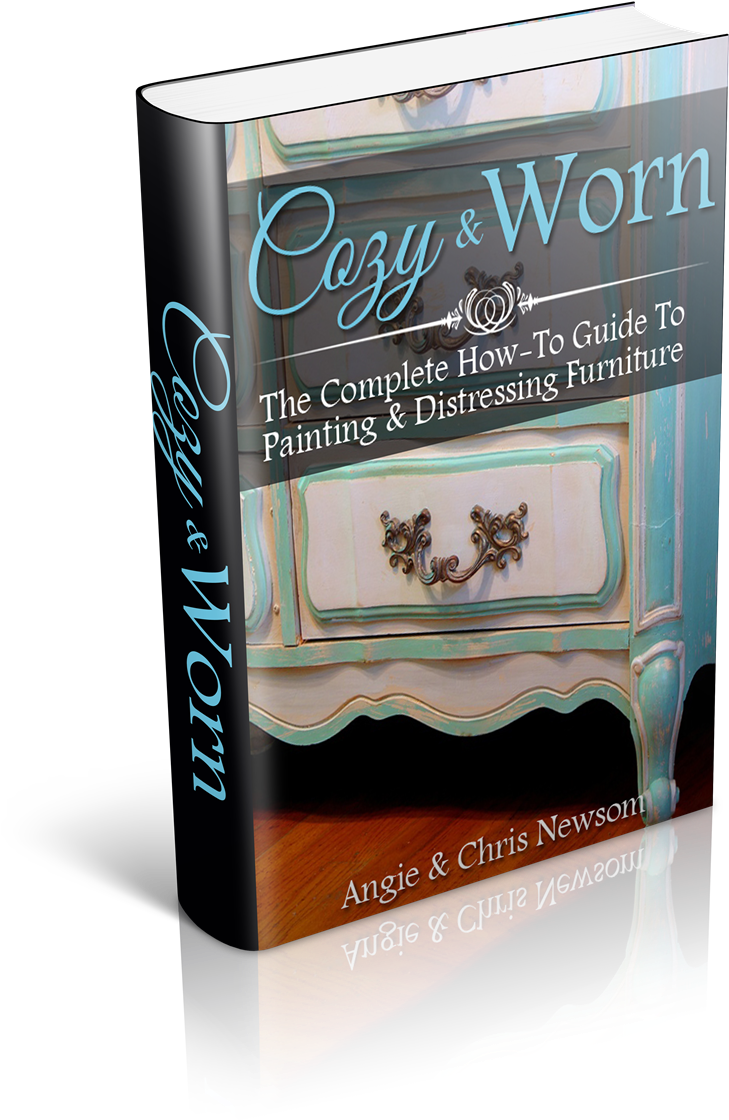 Cozy & Worn
The Complete How-To Guide To
Painting & Distressing Furniture
Angie & Chris Newsom
Cozy & Worn